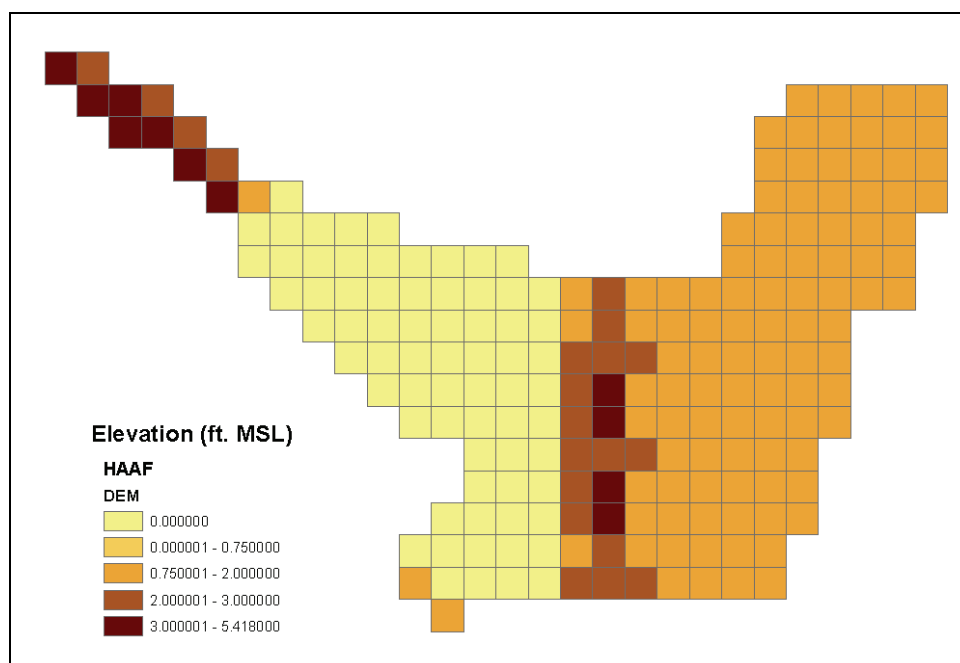 Elevation (ft. MSL)
HAAF
DEM
0.000000
0.000001 - 0.750000
0.750001 - 2.000000
2.000001 - 3.000000
3.000001 - 5.418000